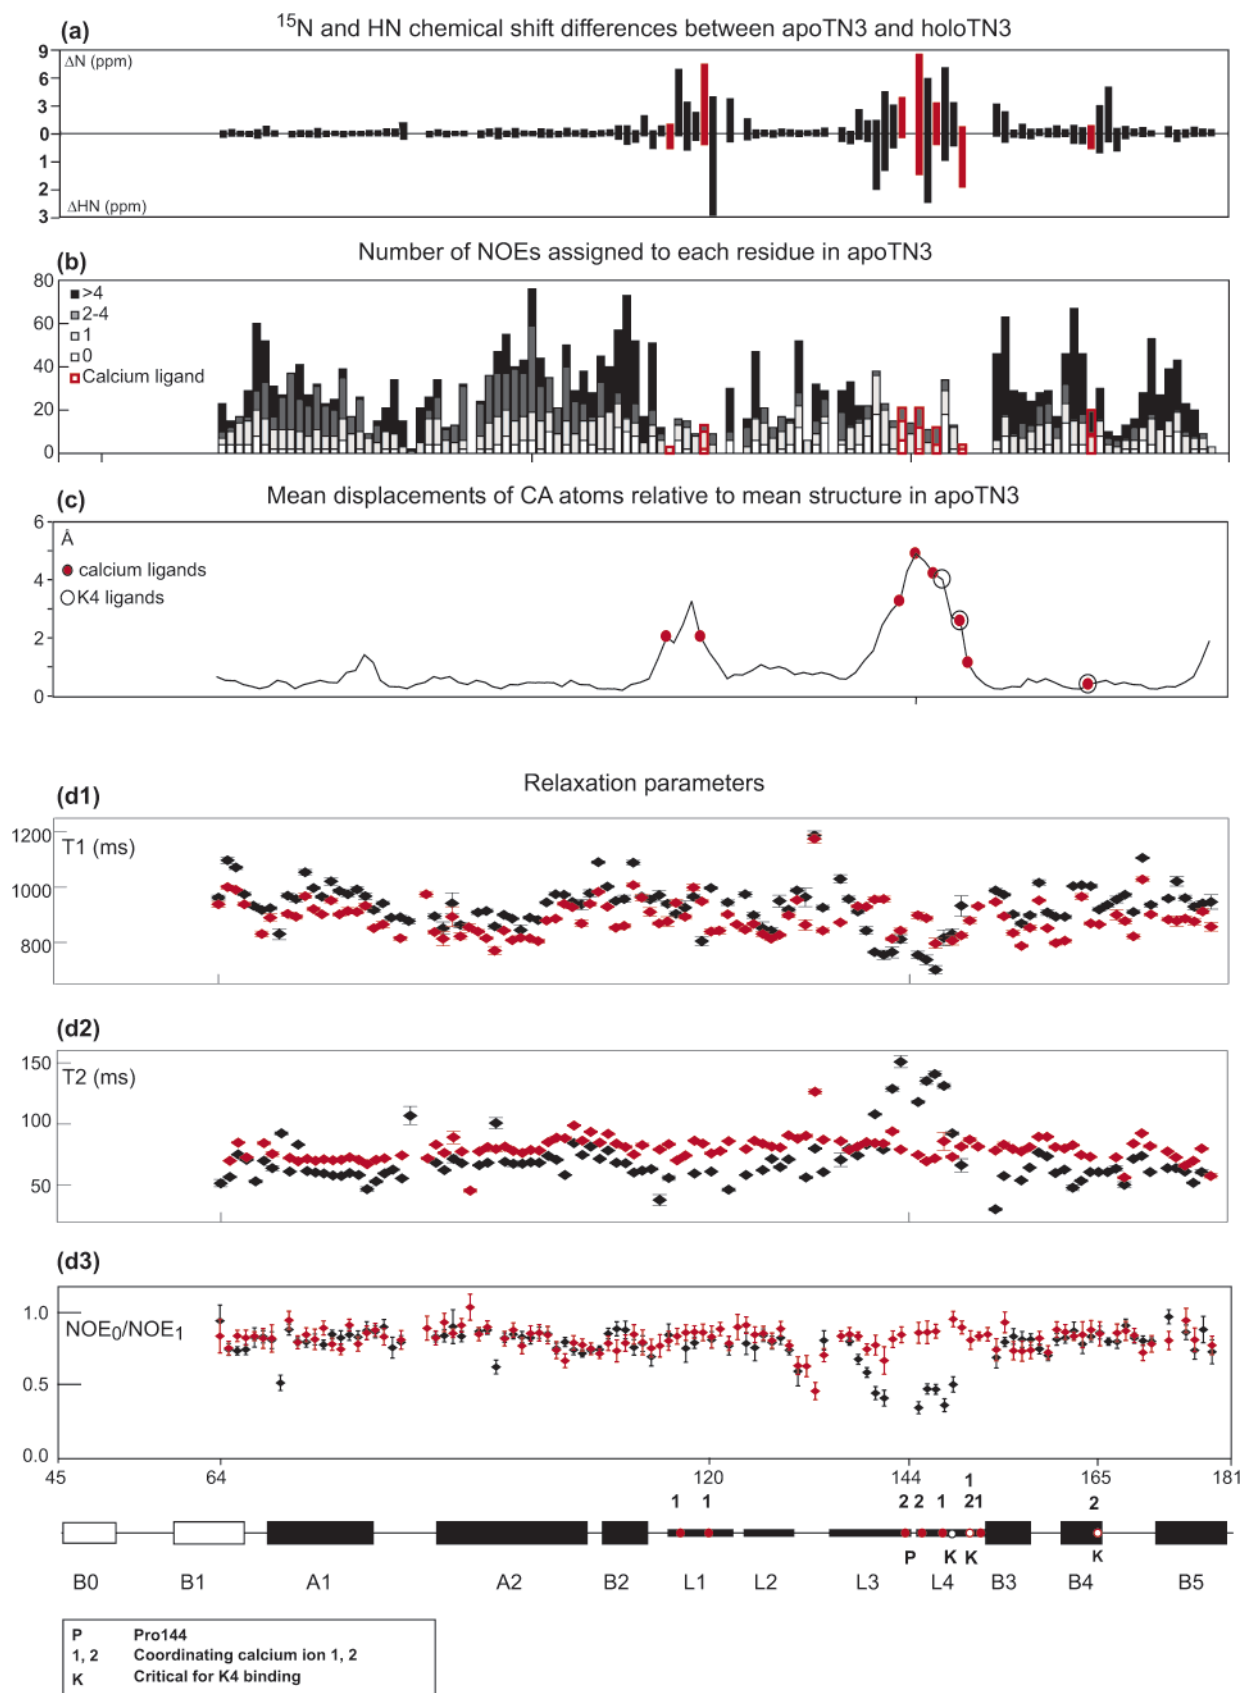 (a) ¹⁵N and HN chemical shift differences between apoTN3 and holoTN3
9
ΔN (ppm)
6
3
0
1
2
ΔHN (ppm)
3
(b) Number of NOEs assigned to each residue in apoTN3
80
>4
2-4
60
1
0
40
Calcium ligand
20
0
(c) Mean displacements of CA atoms relative to mean structure in apoTN3
6
Å
calcium ligands
4
K4 ligands
2
0
Relaxation parameters
(d1)
1200
T1 (ms)
1000
800
(d2)
150
T2 (ms)
100
50
(d3)
1.0
NOE₀/NOE₁
0.5
0.0
45 64 120 144 165 181
1
1 1 2 2 1 21 2
P K K K
B0 B1 A1 A2 B2 L1 L2 L3 L4 B3 B4 B5
P Pro144
1, 2 Coordinating calcium ion 1, 2
K Critical for K4 binding